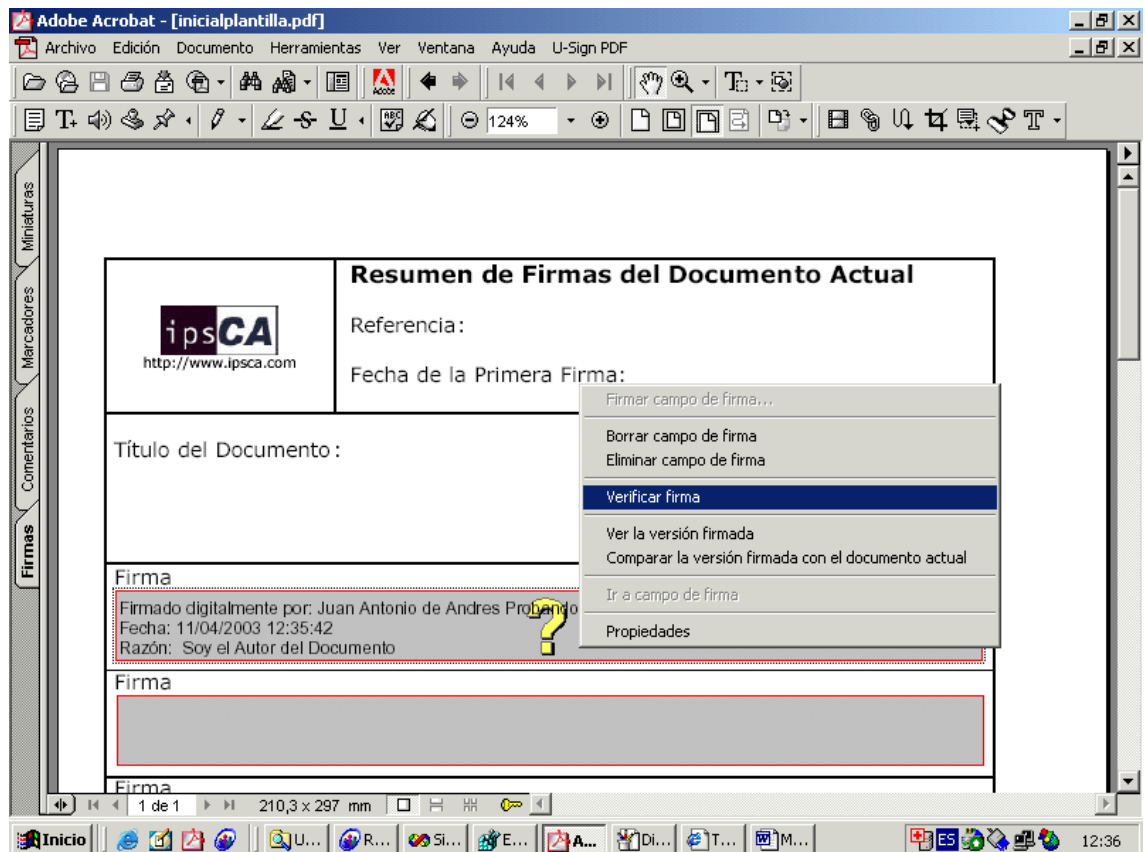 Adobe Acrobat - [inicialplantilla.pdf]
Archivo Edición Documento Herramientas Ver Ventana Ayuda U-Sign PDF
124%
Miniaturas
Marcadores
Comentarios
Firmas
ipsCA
http://www.ipsca.com
Resumen de Firmas del Documento Actual
Referencia:
Fecha de la Primera Firma:
Título del Documento:
Firmar campo de firma...
Borrar campo de firma
Eliminar campo de firma
Verificar firma
Ver la versión firmada
Comparar la versión firmada con el documento actual
Ir a campo de firma
Propiedades
Firma
Firmado digitalmente por: Juan Antonio de Andres Probando
Fecha: 11/04/2003 12:35:42
Razón: Soy el Autor del Documento
?
Firma
Firma
1 de 1 210,3 x 297 mm
Inicio U... R... Si... E... A... Di... T... M... ES 12:36